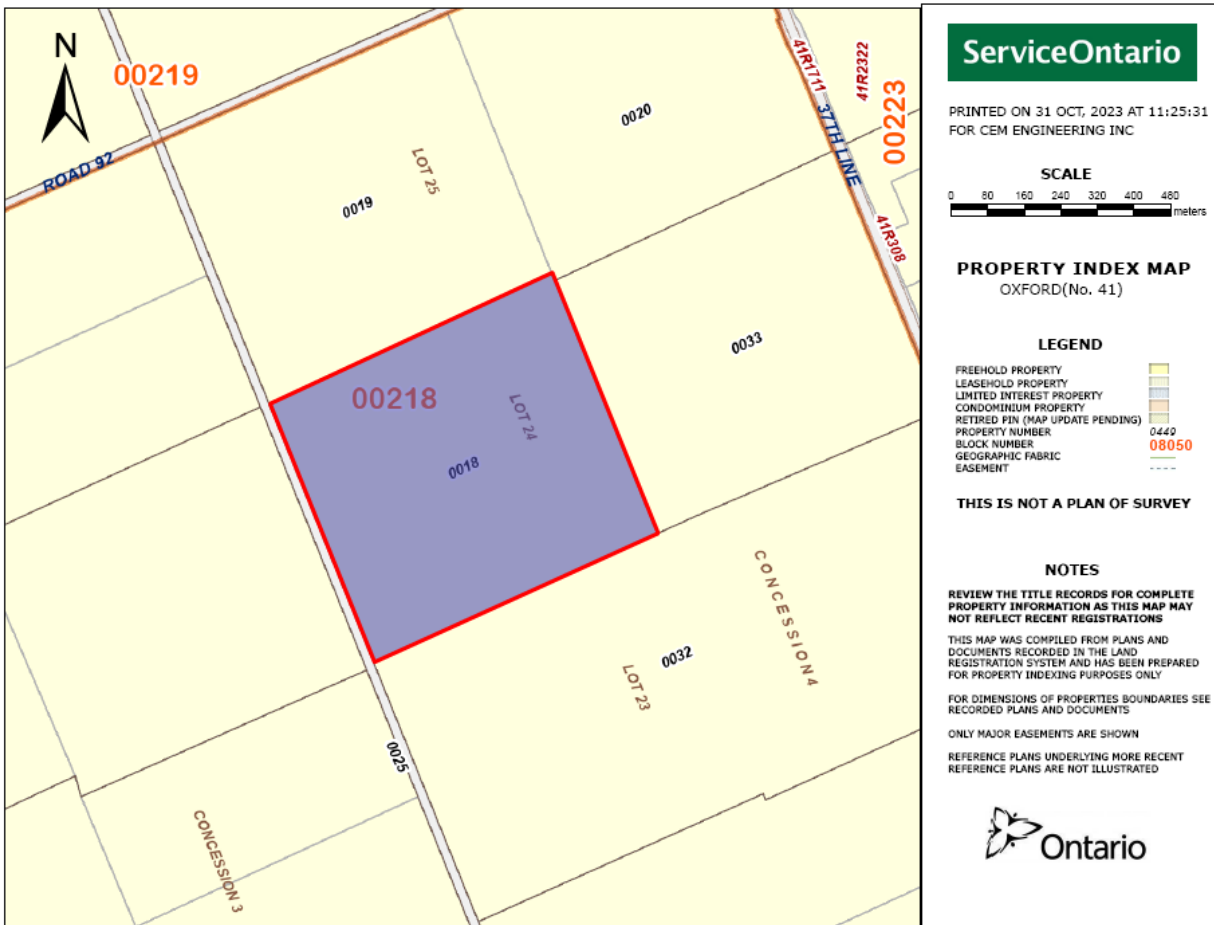 N
00219
ROAD 92
41R1711
41R2322
00223
37TH LINE
41R308
0020
LOT 25
0019
0033
00218
LOT 24
0018
CONCESSION 4
0032
LOT 23
0025
CONCESSION 3
ServiceOntario
PRINTED ON 31 OCT, 2023 AT 11:25:31
FOR CEM ENGINEERING INC
SCALE
0 80 160 240 320 400 480
meters
PROPERTY INDEX MAP
OXFORD(No. 41)
LEGEND
FREEHOLD PROPERTY
LEASEHOLD PROPERTY
LIMITED INTEREST PROPERTY
CONDOMINIUM PROPERTY
RETIRED PIN (MAP UPDATE PENDING)
PROPERTY NUMBER 0449
BLOCK NUMBER 08050
GEOGRAPHIC FABRIC
EASEMENT
THIS IS NOT A PLAN OF SURVEY
NOTES
REVIEW THE TITLE RECORDS FOR COMPLETE
PROPERTY INFORMATION AS THIS MAP MAY
NOT REFLECT RECENT REGISTRATIONS
THIS MAP WAS COMPILED FROM PLANS AND
DOCUMENTS RECORDED IN THE LAND
REGISTRATION SYSTEM AND HAS BEEN PREPARED
FOR PROPERTY INDEXING PURPOSES ONLY
FOR DIMENSIONS OF PROPERTIES BOUNDARIES SEE
RECORDED PLANS AND DOCUMENTS
ONLY MAJOR EASEMENTS ARE SHOWN
REFERENCE PLANS UNDERLYING MORE RECENT
REFERENCE PLANS ARE NOT ILLUSTRATED
Ontario